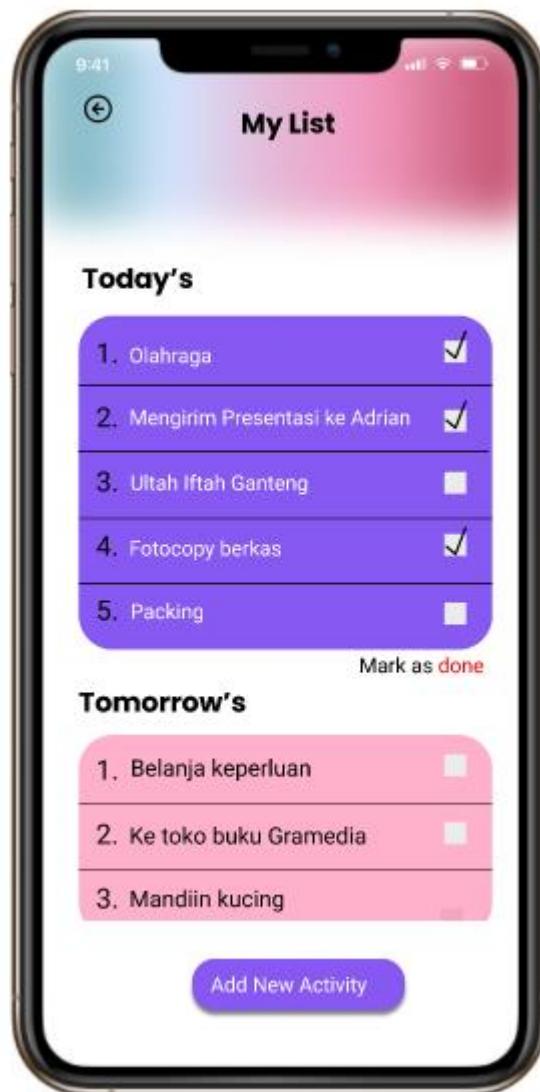 9:41
My List
Today's
1. Olahraga
2. Mengirim Presentasi ke Adrian
3. Ultah Iftah Ganteng
4. Fotocopy berkas
5. Packing
Mark as done
Tomorrow's
1. Belanja keperluan
2. Ke toko buku Gramedia
3. Mandiin kucing
Add New Activity